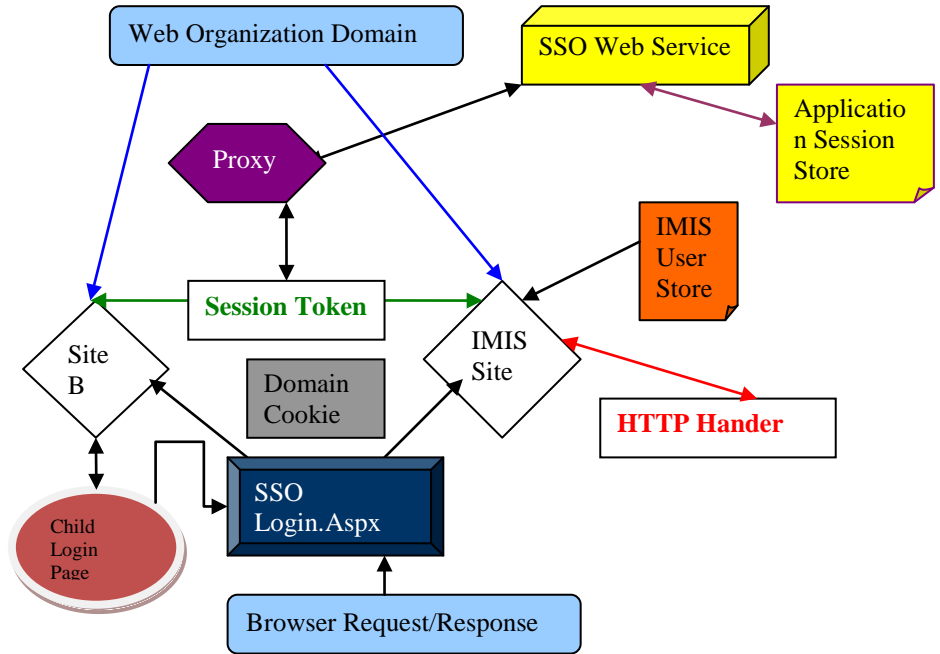 Web Organization Domain
SSO Web Service
Applicatio
n Session
Store
Proxy
IMIS
User
Store
Session Token
Site
B
IMIS
Site
Domain
Cookie
HTTP Hander
SSO
Login.Aspx
Child
Login
Page
Browser Request/Response